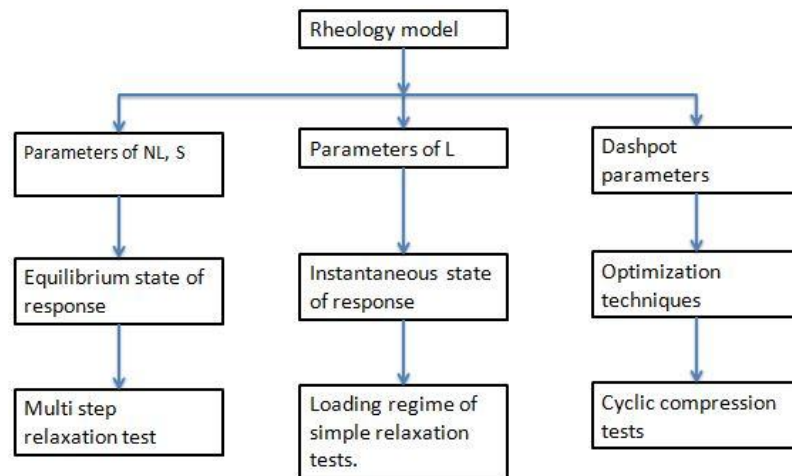 Rheology model
Parameters of NL, S
Parameters of L
Dashpot
parameters
Equilibrium state of
response
Instantaneous state
of response
Optimization
techniques
Multi step
relaxation test
Loading regime of
simple relaxation
tests.
Cyclic compression
tests